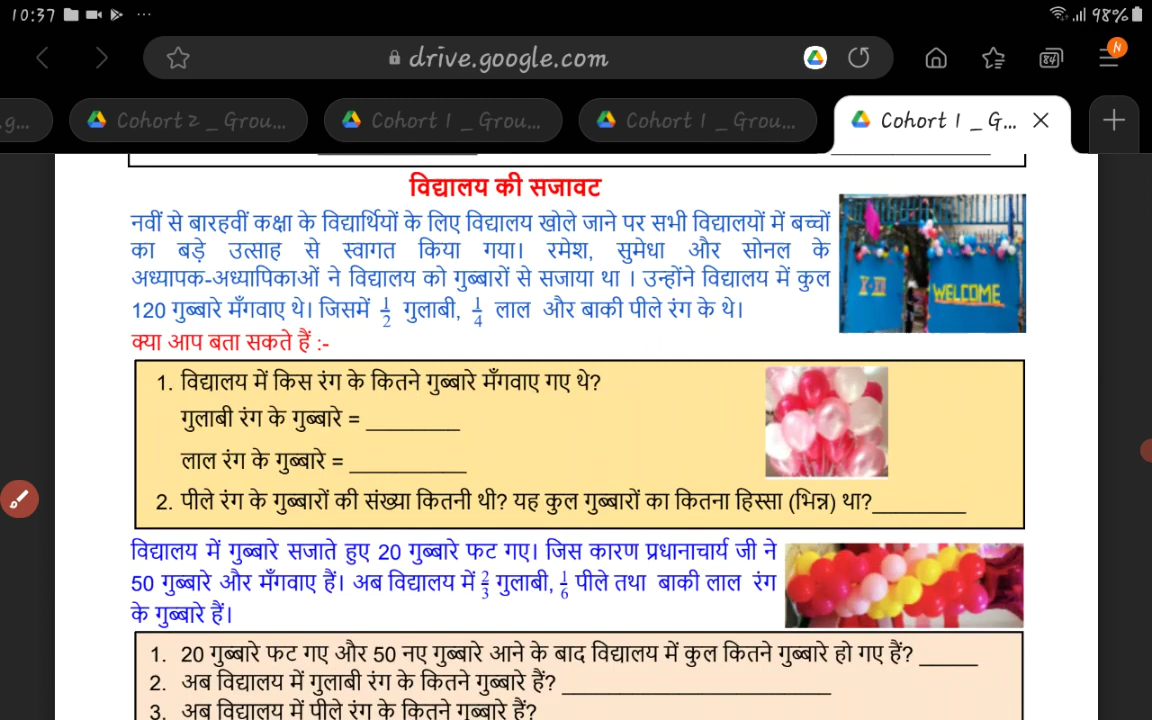 10:37 ... 98%
drive.google.com
84
N
.g...
Cohort 2 _ Grou...
Cohort 1 _ Grou...
Cohort 1 _ Grou...
Cohort 1 _ G...
विद्यालय की सजावट
नवीं से बारहवीं कक्षा के विद्यार्थियों के लिए विद्यालय खोले जाने पर सभी विद्यालयों में बच्चों
का बड़े उत्साह से स्वागत किया गया। रमेश, सुमेधा और सोनल के
अध्यापक-अध्यापिकाओं ने विद्यालय को गुब्बारों से सजाया था । उन्होंने विद्यालय में कुल
120 गुब्बारे मँगवाए थे। जिसमें 1/2 गुलाबी, 1/4 लाल और बाकी पीले रंग के थे।
X-XII
WELCOME
क्या आप बता सकते हैं :-
1. विद्यालय में किस रंग के कितने गुब्बारे मँगवाए गए थे?
गुलाबी रंग के गुब्बारे = ________
लाल रंग के गुब्बारे = __________
2. पीले रंग के गुब्बारों की संख्या कितनी थी? यह कुल गुब्बारों का कितना हिस्सा (भिन्न) था?________
विद्यालय में गुब्बारे सजाते हुए 20 गुब्बारे फट गए। जिस कारण प्रधानाचार्य जी ने
50 गुब्बारे और मँगवाए हैं। अब विद्यालय में 2/3 गुलाबी, 1/6 पीले तथा बाकी लाल रंग
के गुब्बारे हैं।
1. 20 गुब्बारे फट गए और 50 नए गुब्बारे आने के बाद विद्यालय में कुल कितने गुब्बारे हो गए हैं? _____
2. अब विद्यालय में गुलाबी रंग के कितने गुब्बारे हैं? _______________________
3. अब विद्यालय में पीले रंग के कितने गुब्बारे हैं?